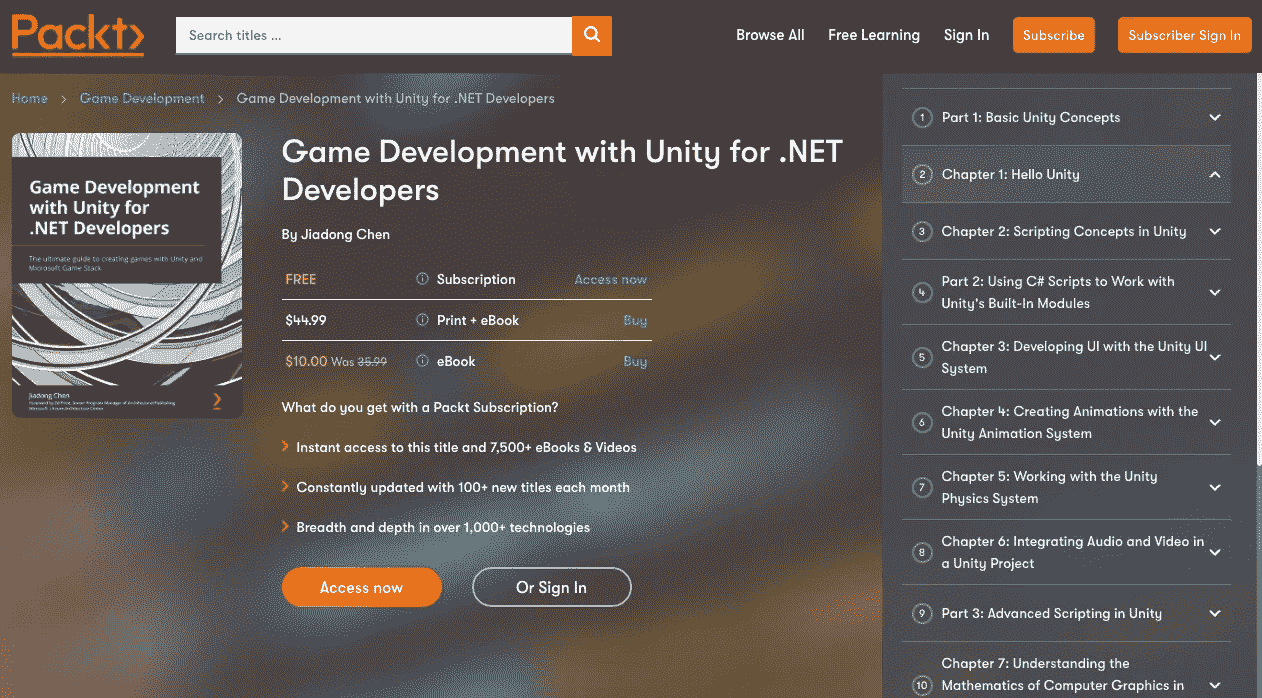 Packt>
Search titles ...
Browse All
Free Learning
Sign In
Subscribe
Subscriber Sign In
Home > Game Development > Game Development with Unity for .NET Developers
Game Development
with Unity for
.NET Developers
The ultimate guide to creating games with Unity and
Microsoft Game Stack
Jiadong Chen
Game Development with Unity for .NET
Developers
By Jiadong Chen
FREE Subscription Access now
$44.99 Print + eBook Buy
$10.00 Was 35.99 eBook Buy
What do you get with a Packt Subscription?
Instant access to this title and 7,500+ eBooks & Videos
Constantly updated with 100+ new titles each month
Breadth and depth in over 1,000+ technologies
Access now
Or Sign In
1 Part 1: Basic Unity Concepts
2 Chapter 1: Hello Unity
3 Chapter 2: Scripting Concepts in Unity
4 Part 2: Using C# Scripts to Work with
Unity's Built-In Modules
5 Chapter 3: Developing UI with the Unity UI
System
6 Chapter 4: Creating Animations with the
Unity Animation System
7 Chapter 5: Working with the Unity
Physics System
8 Chapter 6: Integrating Audio and Video in
a Unity Project
9 Part 3: Advanced Scripting in Unity
Chapter 7: Understanding the
10 Mathematics of Computer Graphics in